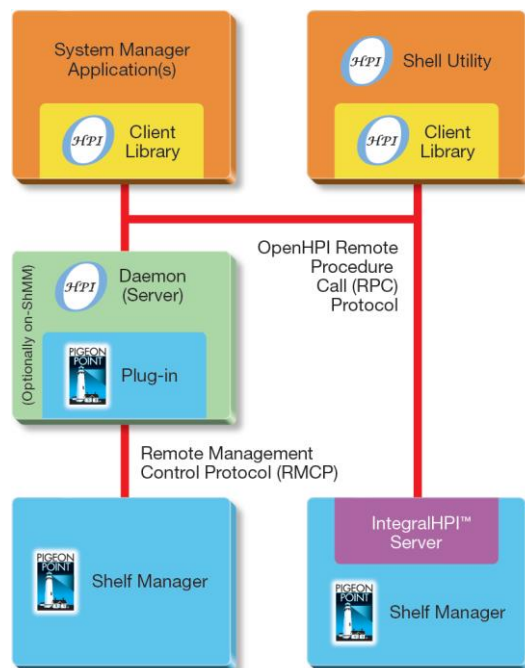 System Manager
Application(s)
HPI
Client
Library
HPI
Shell Utility
HPI
Client
Library
(Optionally on-ShMM)
HPI
Daemon
(Server)
PIGEON
POINT
Plug-in
OpenHPI Remote
Procedure
Call (RPC)
Protocol
Remote Management
Control Protocol (RMCP)
PIGEON
POINT
Shelf Manager
IntegralHPI™
Server
PIGEON
POINT
Shelf Manager